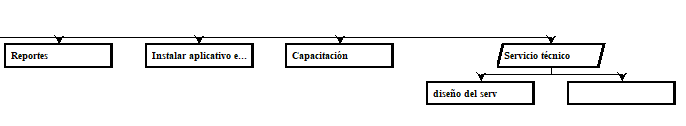 Reportes
Instalar aplicativo e...
Capacitación
Servicio técnico
diseño del serv